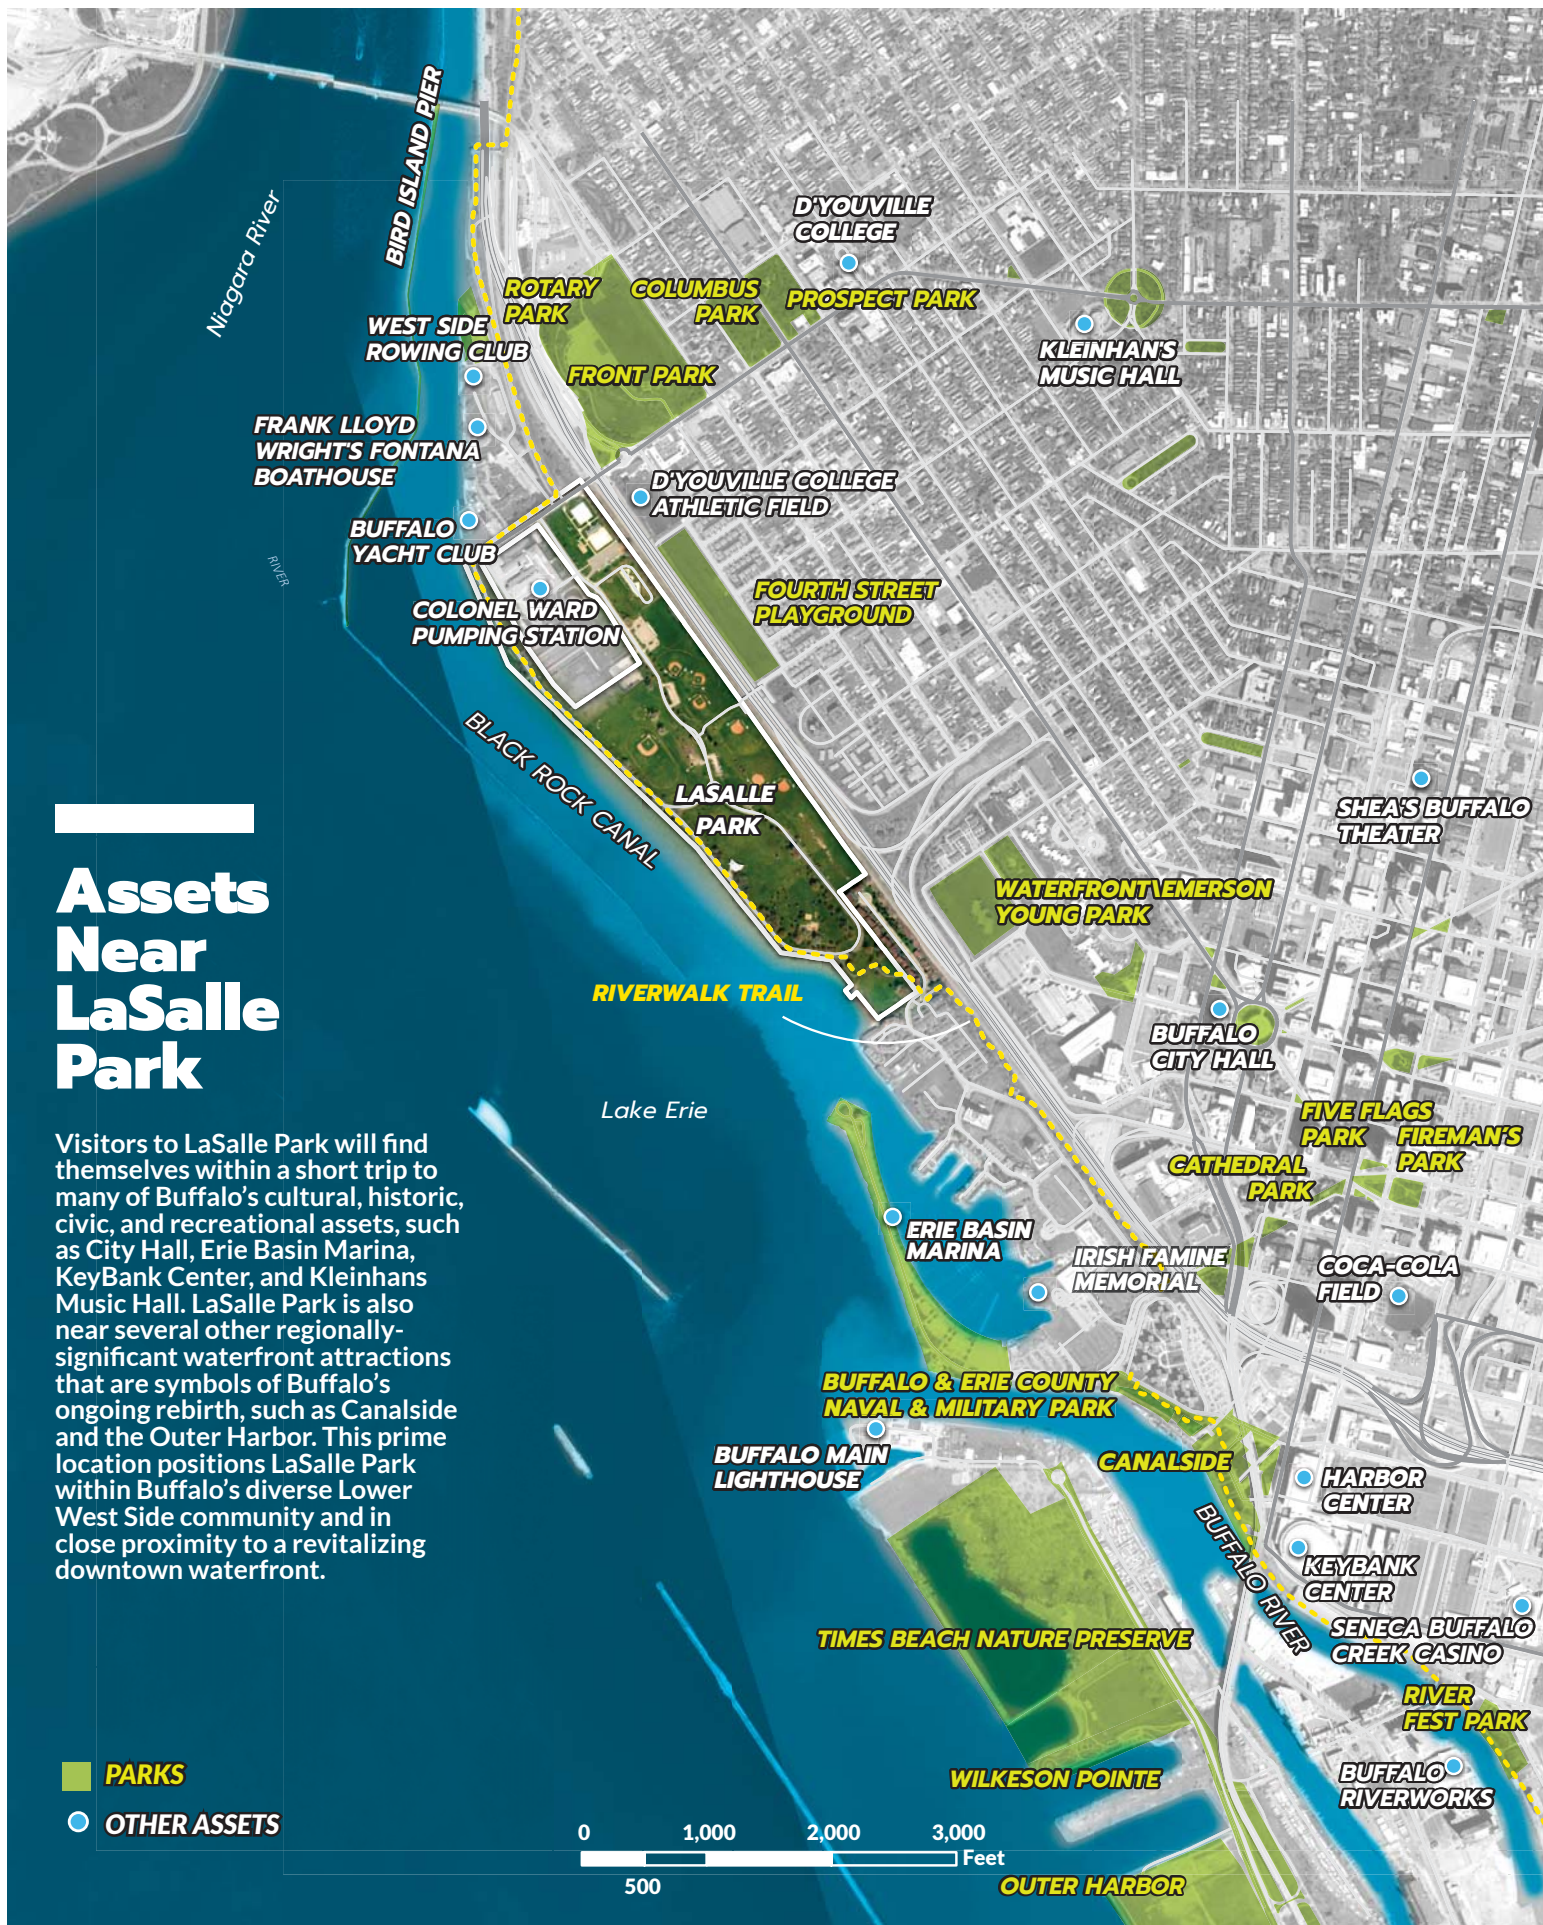 BIRD ISLAND PIER
Niagara River
D'YOUVILLE
COLLEGE
ROTARY
PARK
COLUMBUS
PARK
PROSPECT PARK
WEST SIDE
ROWING CLUB
FRONT PARK
KLEINHAN'S
MUSIC HALL
FRANK LLOYD
WRIGHT'S FONTANA
BOATHOUSE
D'YOUVILLE COLLEGE
ATHLETIC FIELD
BUFFALO
YACHT CLUB
RIVER
FOURTH STREET
PLAYGROUND
COLONEL WARD
PUMPING STATION
BLACK ROCK CANAL
LASALLE
PARK
SHEA'S BUFFALO
THEATER
Assets
Near
LaSalle
Park
WATERFRONT\EMERSON
YOUNG PARK
RIVERWALK TRAIL
BUFFALO
CITY HALL
Lake Erie
Visitors to LaSalle Park will find
themselves within a short trip to
many of Buffalo’s cultural, historic,
civic, and recreational assets, such
as City Hall, Erie Basin Marina,
KeyBank Center, and Kleinhans
Music Hall. LaSalle Park is also
near several other regionally-
significant waterfront attractions
that are symbols of Buffalo’s
ongoing rebirth, such as Canalside
and the Outer Harbor. This prime
location positions LaSalle Park
within Buffalo’s diverse Lower
West Side community and in
close proximity to a revitalizing
downtown waterfront.
FIVE FLAGS
PARK
FIREMAN'S
PARK
CATHEDRAL
PARK
ERIE BASIN
MARINA
IRISH FAMINE
MEMORIAL
COCA-COLA
FIELD
BUFFALO & ERIE COUNTY
NAVAL & MILITARY PARK
BUFFALO MAIN
LIGHTHOUSE
CANALSIDE
HARBOR
CENTER
BUFFALO RIVER
KEYBANK
CENTER
SENECA BUFFALO
CREEK CASINO
TIMES BEACH NATURE PRESERVE
RIVER
FEST PARK
WILKESON POINTE
BUFFALO
RIVERWORKS
PARKS
OTHER ASSETS
0 1,000 2,000 3,000
Feet
500
OUTER HARBOR